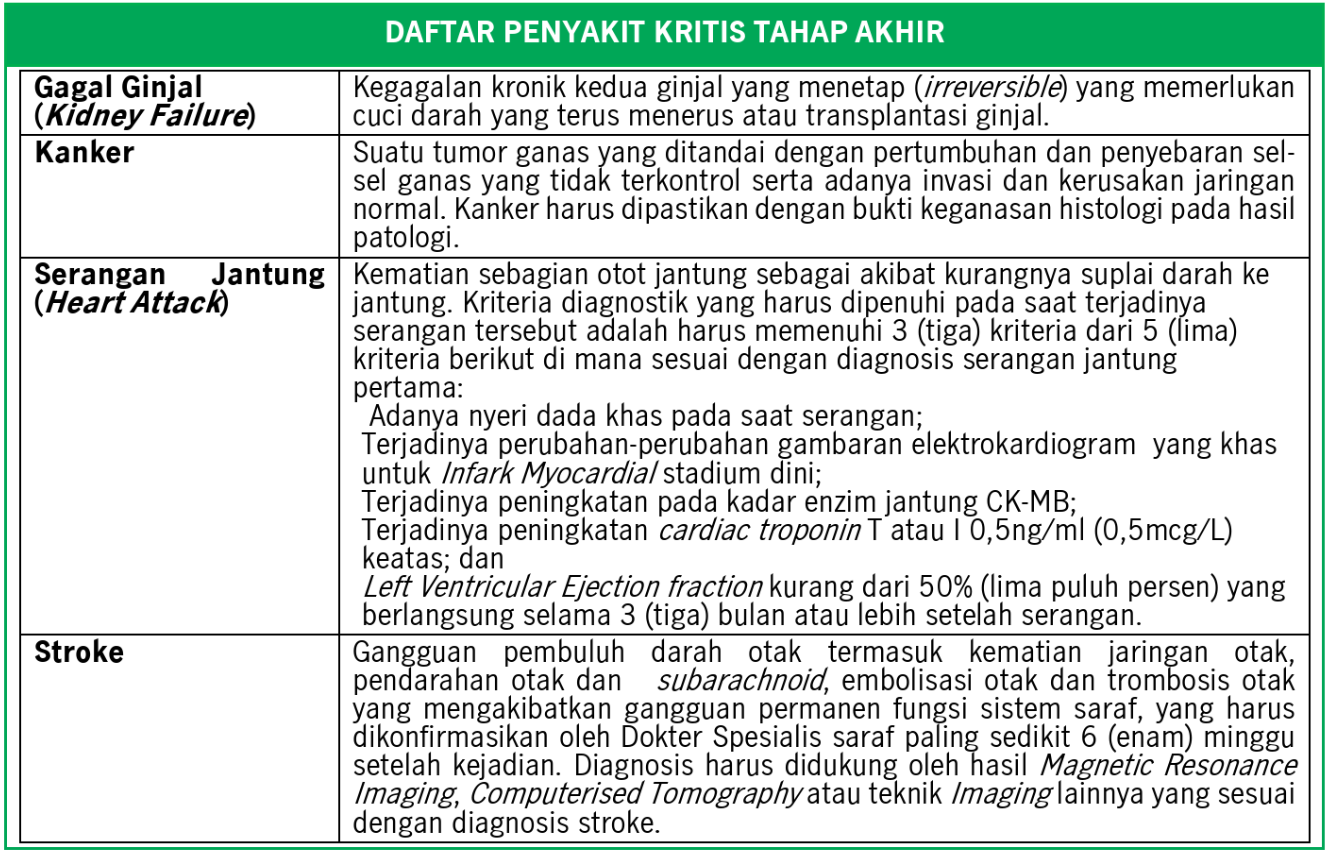 DAFTAR PENYAKIT KRITIS TAHAP AKHIR
Gagal Ginjal
(Kidney Failure)
Kegagalan kronik kedua ginjal yang menetap (irreversible) yang memerlukan
cuci darah yang terus menerus atau transplantasi ginjal.
Kanker
Suatu tumor ganas yang ditandai dengan pertumbuhan dan penyebaran sel-
sel ganas yang tidak terkontrol serta adanya invasi dan kerusakan jaringan
normal. Kanker harus dipastikan dengan bukti keganasan histologi pada hasil
patologi.
Serangan Jantung
(Heart Attack)
Kematian sebagian otot jantung sebagai akibat kurangnya suplai darah ke
jantung. Kriteria diagnostik yang harus dipenuhi pada saat terjadinya
serangan tersebut adalah harus memenuhi 3 (tiga) kriteria dari 5 (lima)
kriteria berikut di mana sesuai dengan diagnosis serangan jantung
pertama:
Adanya nyeri dada khas pada saat serangan;
Terjadinya perubahan-perubahan gambaran elektrokardiogram yang khas
untuk Infark Myocardial stadium dini;
Terjadinya peningkatan pada kadar enzim jantung CK-MB;
Terjadinya peningkatan cardiac troponin T atau I 0,5ng/ml (0,5mcg/L)
keatas; dan
Left Ventricular Ejection fraction kurang dari 50% (lima puluh persen) yang
berlangsung selama 3 (tiga) bulan atau lebih setelah serangan.
Stroke
Gangguan pembuluh darah otak termasuk kematian jaringan otak,
pendarahan otak dan subarachnoid, embolisasi otak dan trombosis otak
yang mengakibatkan gangguan permanen fungsi sistem saraf, yang harus
dikonfirmasikan oleh Dokter Spesialis saraf paling sedikit 6 (enam) minggu
setelah kejadian. Diagnosis harus didukung oleh hasil Magnetic Resonance
Imaging, Computerised Tomography atau teknik Imaging lainnya yang sesuai
dengan diagnosis stroke.